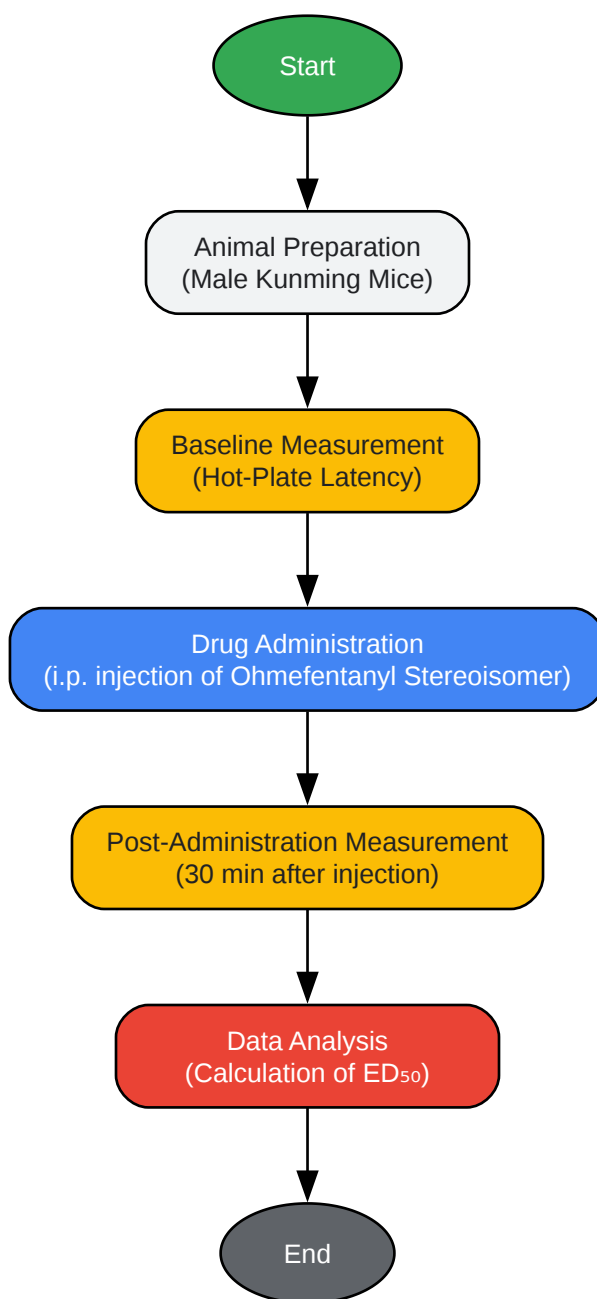 Start
Animal Preparation
(Male Kunming Mice)
Baseline Measurement
(Hot-Plate Latency)
Drug Administration
(i.p. injection of Ohmefentanyl Stereoisomer)
Post-Administration Measurement
(30 min after injection)
Data Analysis
(Calculation of ED₅₀)
End